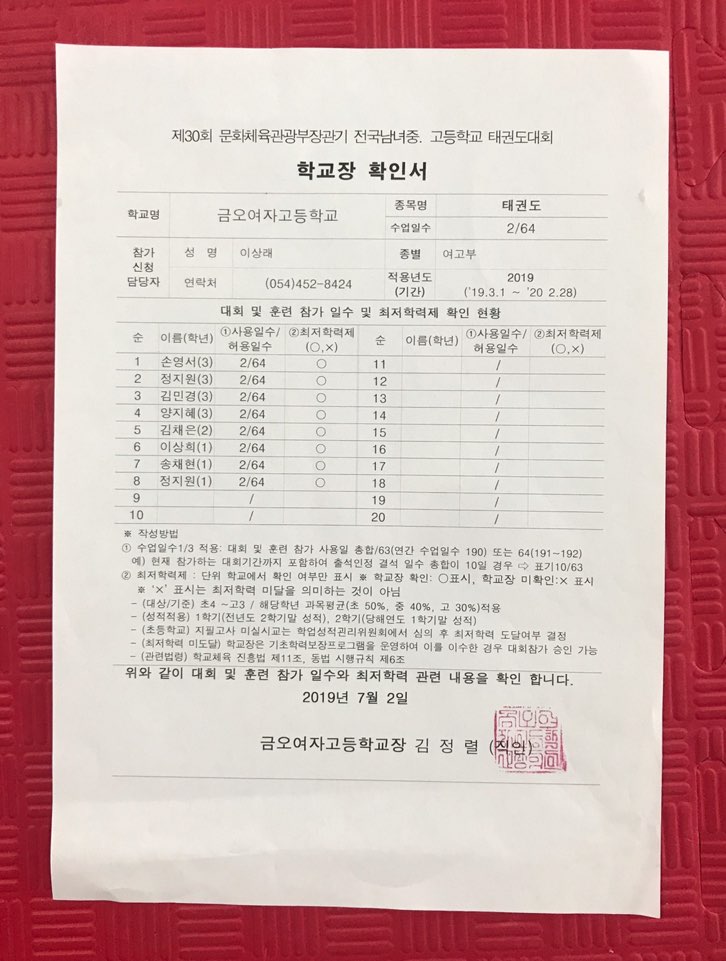 제30회 문화체육관광부장관기 전국남녀중. 고등학교 태권도대회
학교장 확인서
학교명 금오여자고등학교 종목명 태권도
수업일수 2/64
참가 신청 담당자 성 명 이상래 종별 여고부
연락처 (054)452-8424 적용년도 (기간) 2019 ('19.3.1 ~ '20 2.28)
대회 및 훈련 참가 일수 및 최저학력제 확인 현황
순 이름(학년) ①사용일수/허용일수 ②최저학력제 (○,×) 순 이름(학년) ①사용일수/허용일수 ②최저학력제 (○,×)
1 손영서(3) 2/64 ○ 11 /
2 정지원(3) 2/64 ○ 12 /
3 김민경(3) 2/64 ○ 13 /
4 양지혜(3) 2/64 ○ 14 /
5 김채은(2) 2/64 ○ 15 /
6 이상희(1) 2/64 ○ 16 /
7 송채현(1) 2/64 ○ 17 /
8 정지원(1) 2/64 ○ 18 /
9 / 19 /
10 / 20 /
※ 작성방법
① 수업일수1/3 적용: 대회 및 훈련 참가 사용일 총합/63(연간 수업일수 190) 또는 64(191~192)
예) 현재 참가하는 대회기간까지 포함하여 출석인정 결석 일수 총합이 10일 경우 ⇨ 표기10/63
② 최저학력제 : 단위 학교에서 확인 여부만 표시 ※ 학교장 확인: ○표시, 학교장 미확인:× 표시
※ ‘×’ 표시는 최저학력 미달을 의미하는 것이 아님
- (대상/기준) 초4 ~고3 / 해당학년 과목평균(초 50%, 중 40%, 고 30%)적용
- (성적적용) 1학기(전년도 2학기말 성적), 2학기(당해연도 1학기말 성적)
- (초등학교) 지필고사 미실시교는 학업성적관리위원회에서 심의 후 최저학력 도달여부 결정
- (최저학력 미도달) 학교장은 기초학력보장프로그램을 운영하여 이를 이수한 경우 대회참가 승인 가능
- (관련법령) 학교체육 진흥법 제11조, 동법 시행규칙 제6조
위와 같이 대회 및 훈련 참가 일수와 최저학력 관련 내용을 확인 합니다.
2019년 7월 2일
금오여자고등학교장 김 정 렬 (직인)